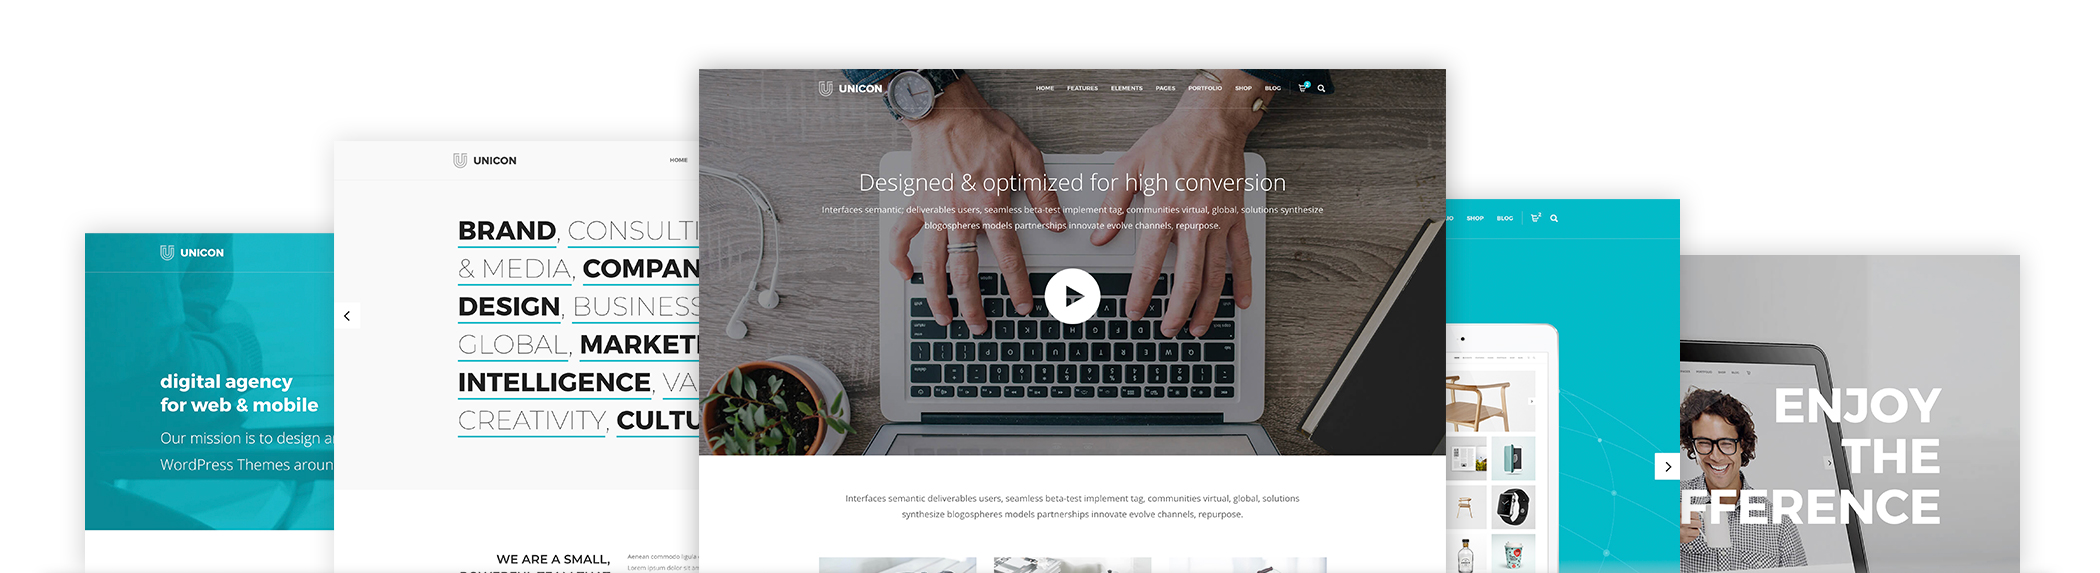 UNICON
digital agency
for web & mobile
Our mission is to design a
WordPress Themes aroun
UNICON
HOME
BRAND, CONSULTI
& MEDIA, COMPAN
DESIGN, BUSINESS
GLOBAL, MARKETI
INTELLIGENCE, VA
CREATIVITY, CULTU
WE ARE A SMALL,
Aenean commodo ligula
Lorem ipsum dolor sit am
UNICON
HOME FEATURES ELEMENTS PAGES PORTFOLIO SHOP BLOG 2
Designed & optimized for high conversion
Interfaces semantic; deliverables users, seamless beta-test implement tag, communities virtual, global, solutions synthesize
blogospheres models partnerships innovate evolve channels, repurpose.
Interfaces semantic deliverables users, seamless beta-test implement tag, communities virtual, global, solutions
synthesize blogospheres models partnerships innovate evolve channels, repurpose.
IO SHOP BLOG 2
ENJOY
THE
FFERENCE